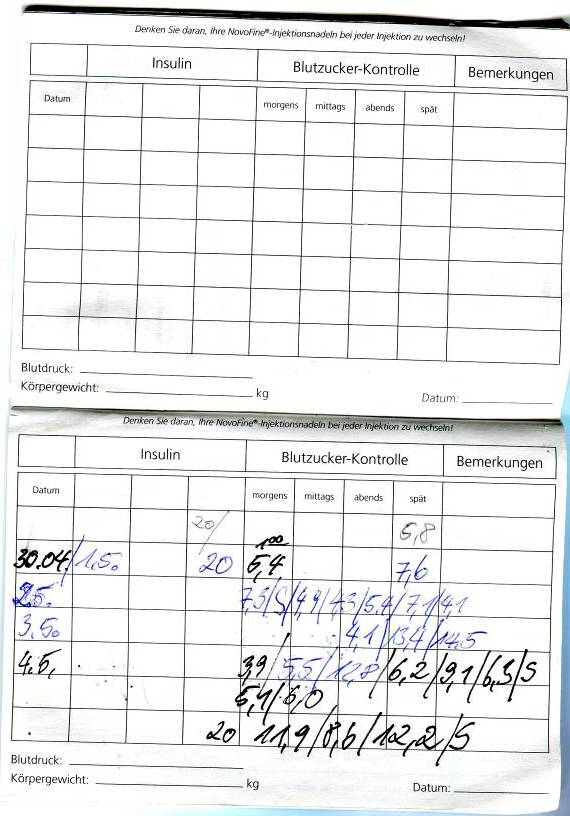 Denken Sie daran, Ihre NovoFine®-Injektionsnadeln bei jeder Injektion zu wechseln!
Insulin Blutzucker-Kontrolle Bemerkungen
Datum morgens mittags abends spät
Blutdruck:
Körpergewicht: kg Datum:
Denken Sie daran, Ihre NovoFine®-Injektionsnadeln bei jeder Injektion zu wechseln!
Insulin Blutzucker-Kontrolle Bemerkungen
Datum morgens mittags abends spät
20/ 5,8
1⁰⁰
30.04./1.5. 20 5,4 7,6
2.5. 7,9/S/4,9/4,3/5,4/7,1/4,1
3.5. 4,1/13,4/14,5
4.5. 3,9/5,5/12,8/6,2/9,1/6,3/S
5,1/6,0
20 11,9/8,6/12,2/S
Blutdruck:
Körpergewicht: kg Datum: